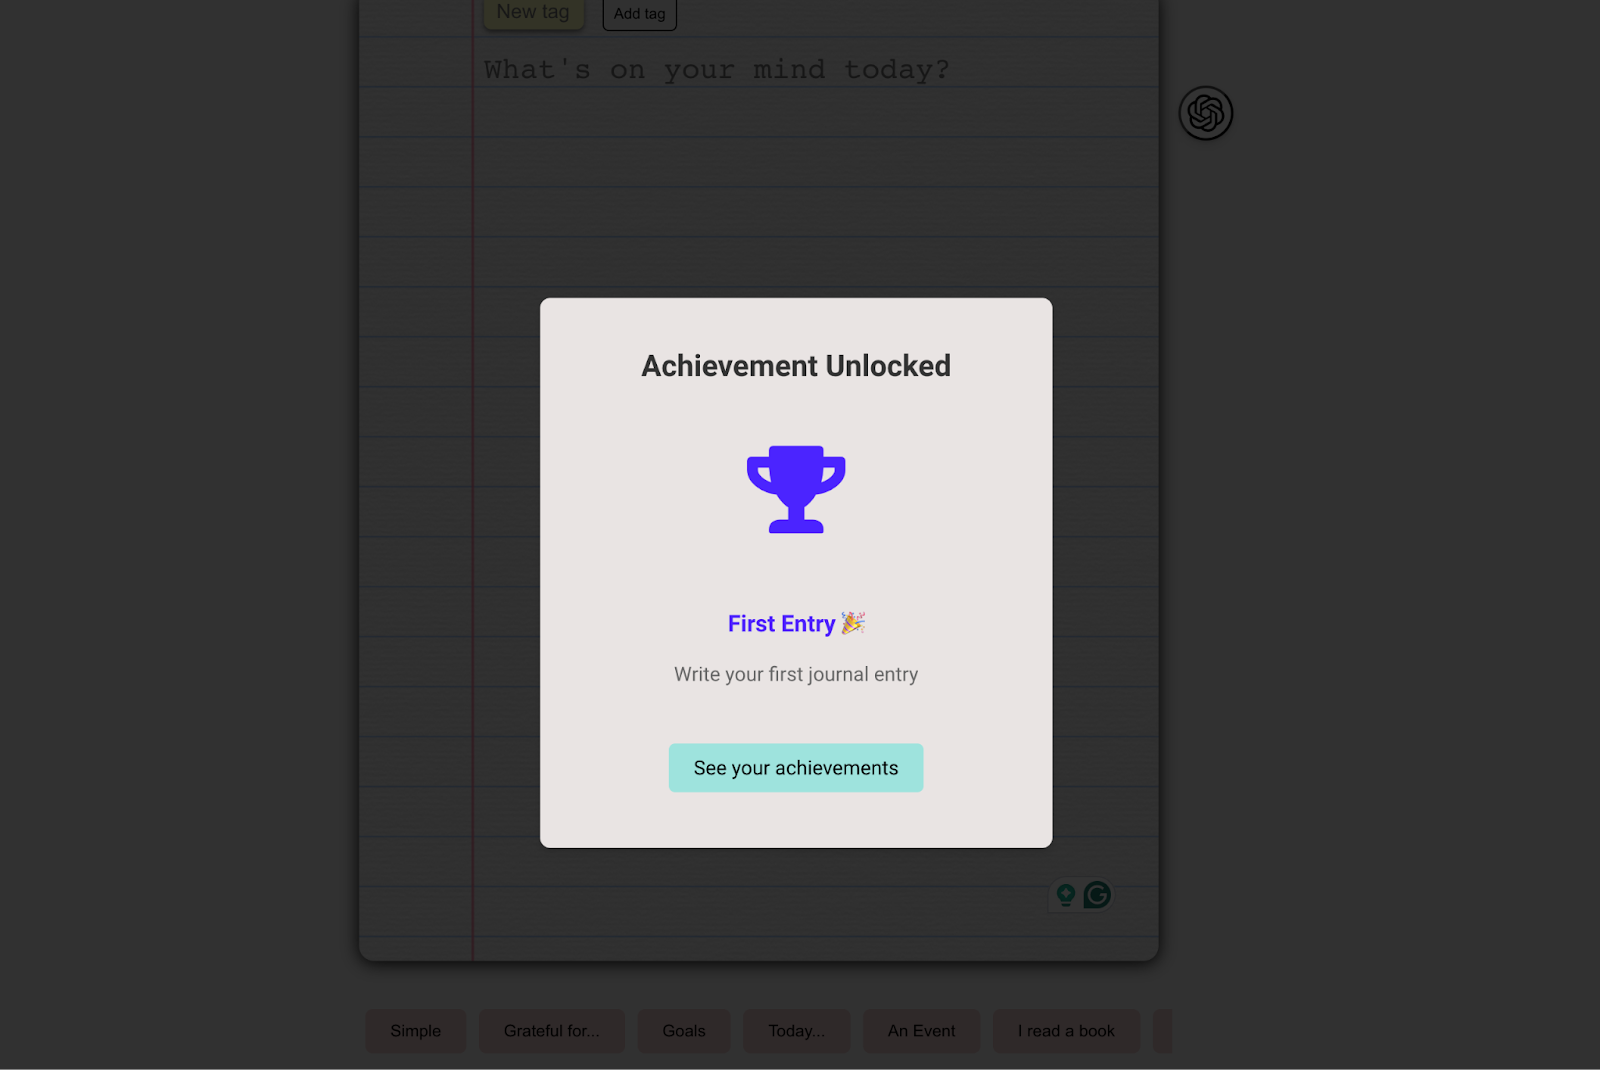 New tag
Add tag
What's on your mind today?
Achievement Unlocked
First Entry 🎉
Write your first journal entry
See your achievements
Simple
Grateful for...
Goals
Today...
An Event
I read a book